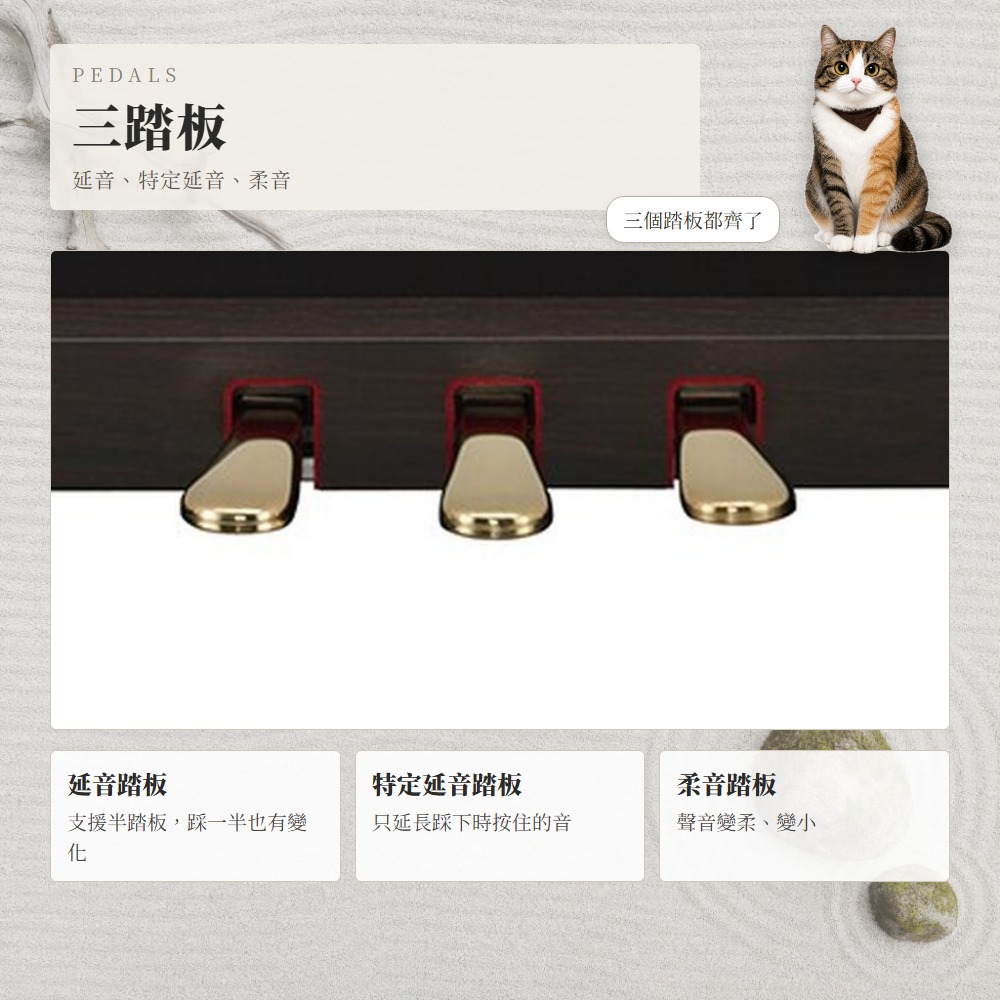 PEDALS
三踏板
延音、特定延音、柔音
三個踏板都齊了
延音踏板
支援半踏板，踩一半也有變
化
特定延音踏板
只延長踩下時按住的音
柔音踏板
聲音變柔、變小